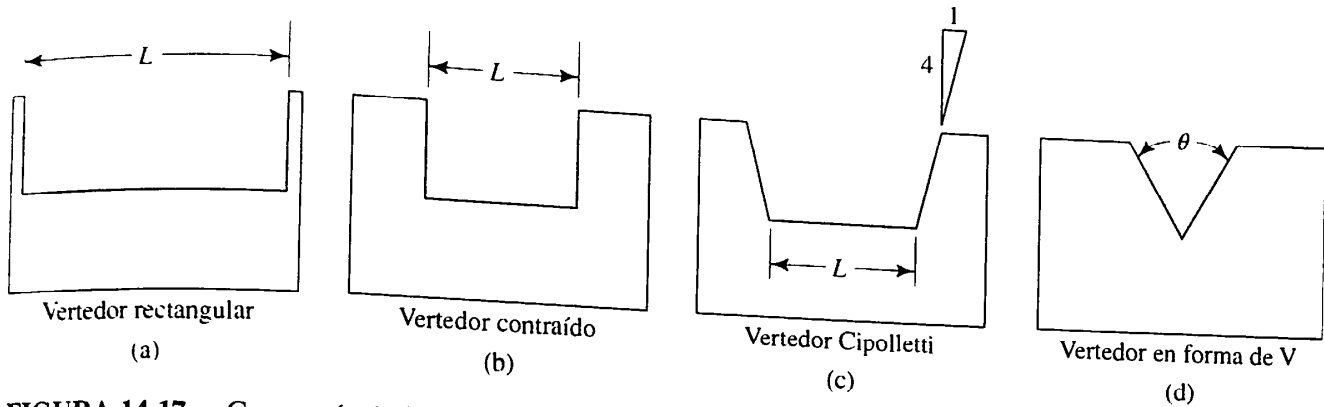 1
4
L
L
θ
L
Vertedor rectangular
Vertedor contraído
Vertedor Cipolletti
Vertedor en forma de V
(a)
(b)
(c)
(d)
FIGURA 14.17